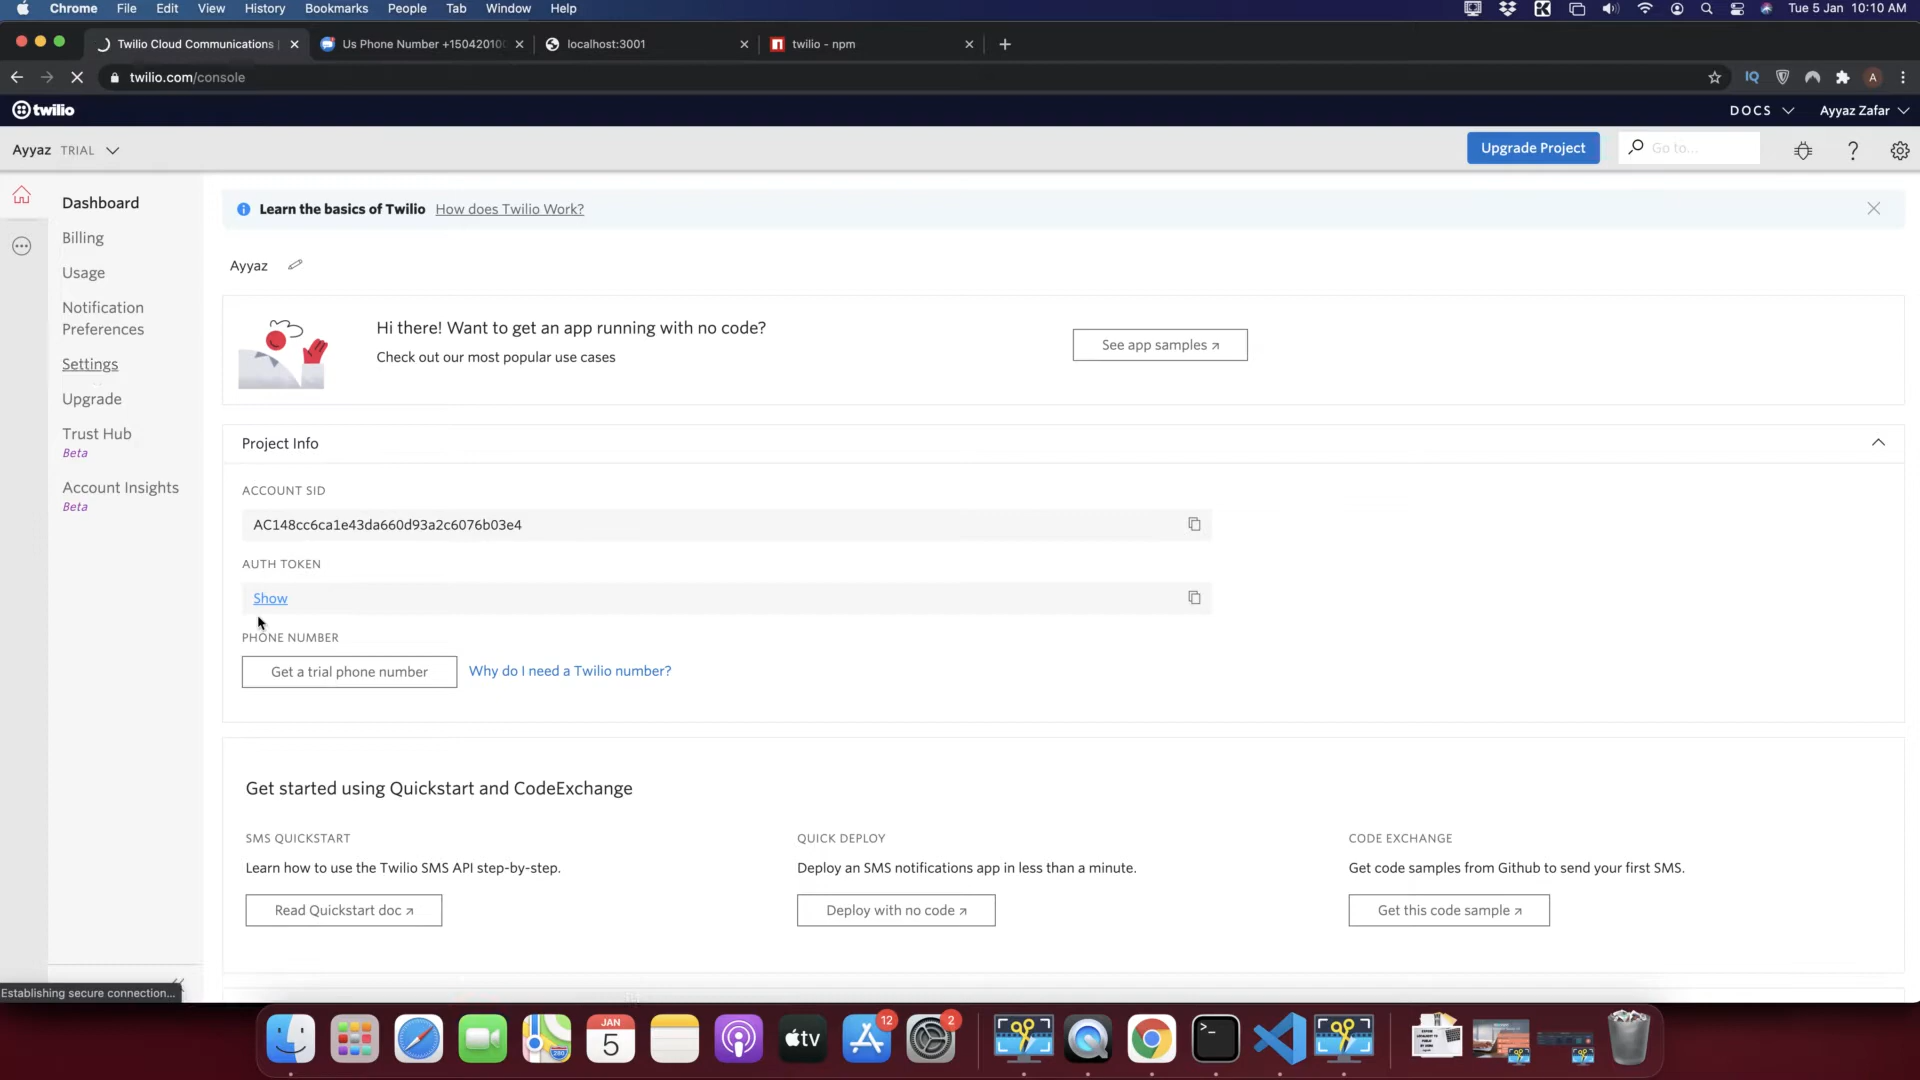 Chrome File Edit View History Bookmarks People Tab Window Help Tue 5 Jan 10:10 AM
Twilio Cloud Communications Us Phone Number +150420100 localhost:3001 twilio - npm
twilio.com/console IQ A
twilio DOCS Ayyaz Zafar
Ayyaz TRIAL Upgrade Project Go to...
Dashboard
Billing
Usage
Notification
Preferences
Settings
Upgrade
Trust Hub
Beta
Account Insights
Beta
Learn the basics of Twilio How does Twilio Work?
Ayyaz
Hi there! Want to get an app running with no code?
Check out our most popular use cases
See app samples ↗
Project Info
ACCOUNT SID
AC148cc6ca1e43da660d93a2c6076b03e4
AUTH TOKEN
Show
PHONE NUMBER
Get a trial phone number Why do I need a Twilio number?
Get started using Quickstart and CodeExchange
SMS QUICKSTART
Learn how to use the Twilio SMS API step-by-step.
Read Quickstart doc ↗
QUICK DEPLOY
Deploy an SMS notifications app in less than a minute.
Deploy with no code ↗
CODE EXCHANGE
Get code samples from Github to send your first SMS.
Get this code sample ↗
Establishing secure connection...
JAN
5
280
tv
12
2